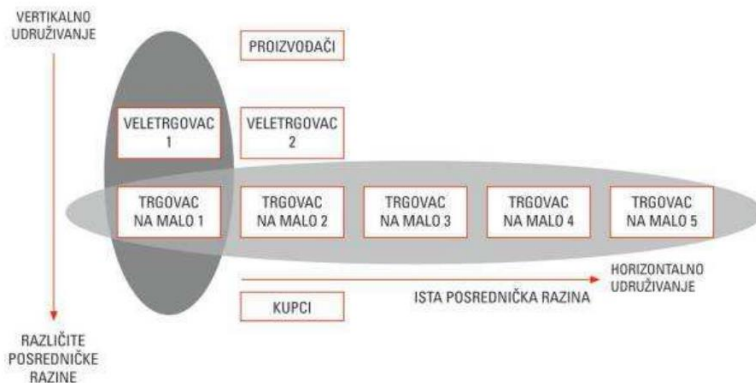 VERTIKALNO
UDRUŽIVANJE
PROIZVOĐAČI
VELETRGOVAC
1
VELETRGOVAC
2
TRGOVAC
NA MALO 1
TRGOVAC
NA MALO 2
TRGOVAC
NA MALO 3
TRGOVAC
NA MALO 4
TRGOVAC
NA MALO 5
HORIZONTALNO
UDRUŽIVANJE
ISTA POSREDNIČKA RAZINA
KUPCI
RAZLIČITE
POSREDNIČKE
RAZINE